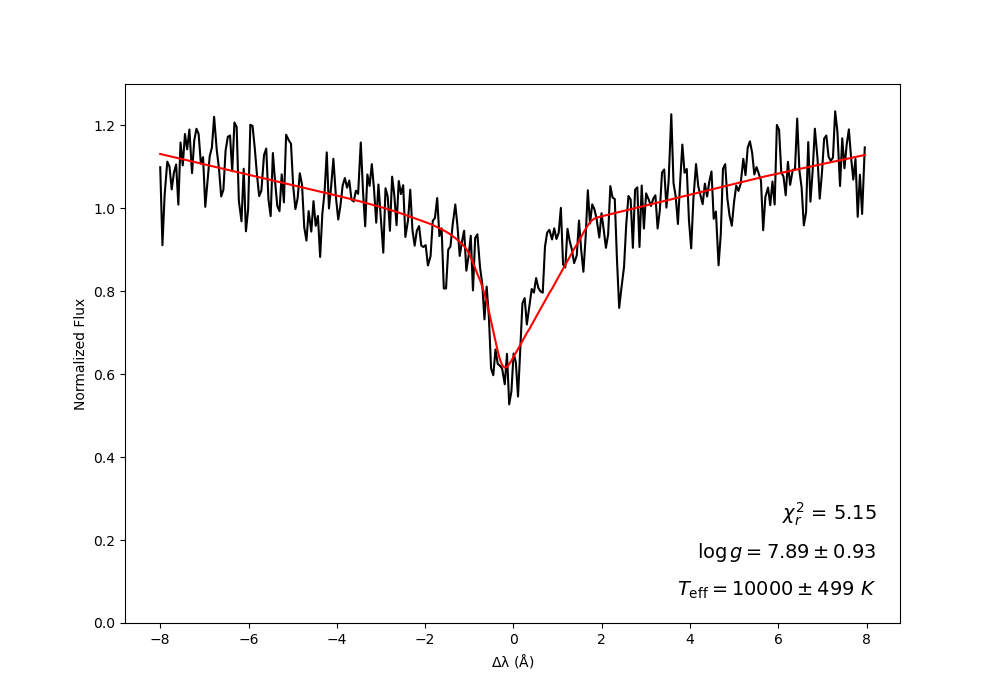 Normalized Flux
1.2
1.0
0.8
0.6
0.4
0.2
0.0
χ²ᵣ = 5.15
log g = 7.89 ± 0.93
T_eff = 10000 ± 499 K
−8 −6 −4 −2 0 2 4 6 8
Δλ (Å)